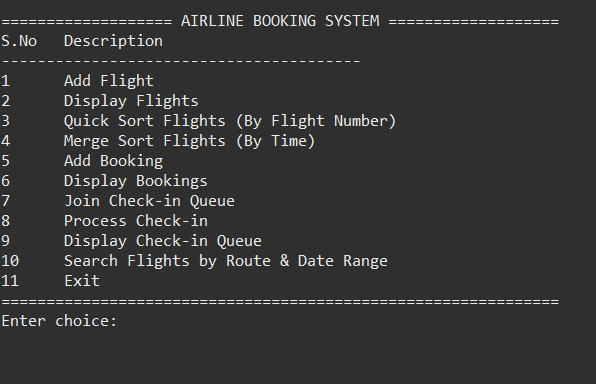 =================== AIRLINE BOOKING SYSTEM ===================
S.No   Description
----------------------------------------
1      Add Flight
2      Display Flights
3      Quick Sort Flights (By Flight Number)
4      Merge Sort Flights (By Time)
5      Add Booking
6      Display Bookings
7      Join Check-in Queue
8      Process Check-in
9      Display Check-in Queue
10     Search Flights by Route & Date Range
11     Exit
==============================================================
Enter choice: